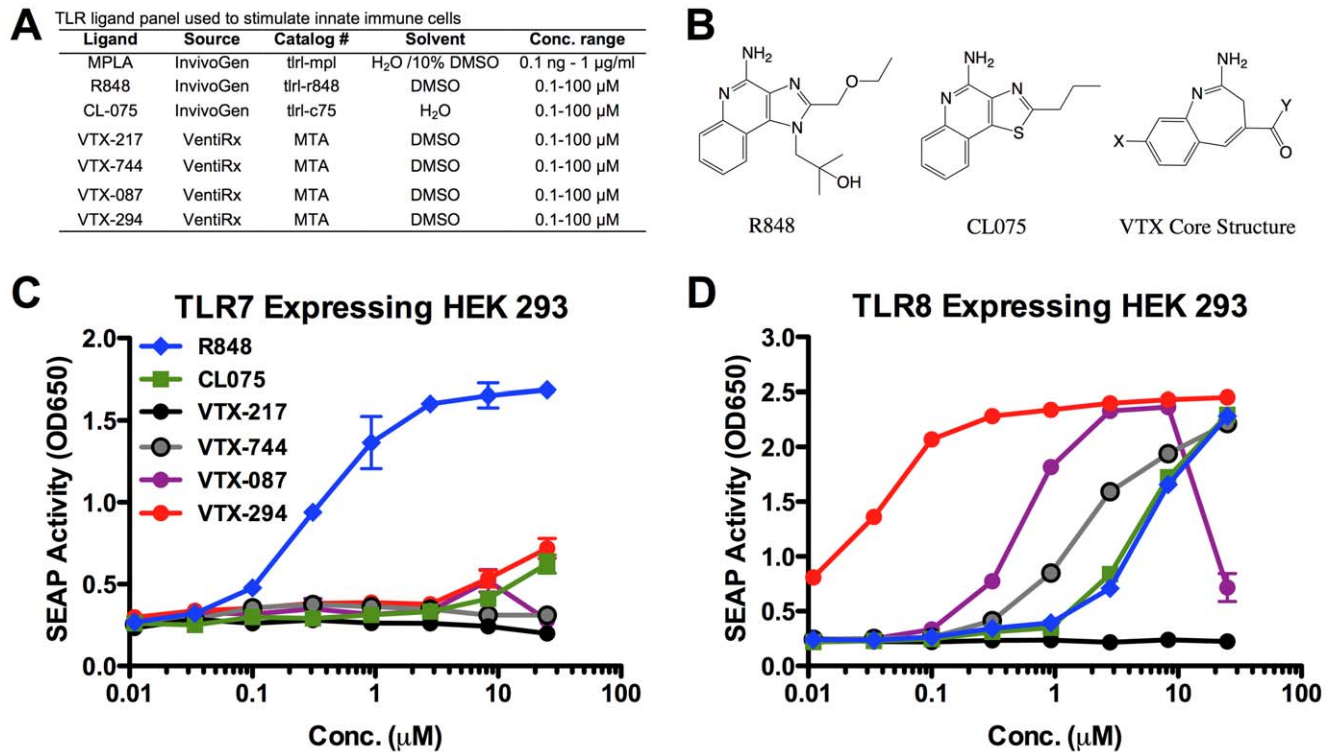 A
TLR ligand panel used to stimulate innate immune cells
Ligand Source Catalog # Solvent Conc. range
MPLA InvivoGen tlrl-mpl H₂O /10% DMSO 0.1 ng - 1 µg/ml
R848 InvivoGen tlrl-r848 DMSO 0.1-100 µM
CL-075 InvivoGen tlrl-c75 H₂O 0.1-100 µM
VTX-217 VentiRx MTA DMSO 0.1-100 µM
VTX-744 VentiRx MTA DMSO 0.1-100 µM
VTX-087 VentiRx MTA DMSO 0.1-100 µM
VTX-294 VentiRx MTA DMSO 0.1-100 µM
B
NH₂
N
N
O
N
OH
R848
NH₂
N
N
S
CL075
NH₂
N
Y
X
O
VTX Core Structure
C
TLR7 Expressing HEK 293
SEAP Activity (OD650)
2.0
1.5
1.0
0.5
0.0
R848
CL075
VTX-217
VTX-744
VTX-087
VTX-294
0.01 0.1 1 10 100
Conc. (µM)
D
TLR8 Expressing HEK 293
SEAP Activity (OD650)
3.0
2.5
2.0
1.5
1.0
0.5
0.0
0.01 0.1 1 10 100
Conc. (µM)